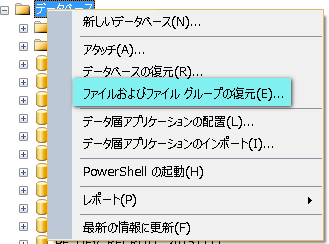 データベース
新しいデータベース(N)...
アタッチ(A)...
データベースの復元(R)...
ファイルおよびファイル グループの復元(E)...
データ層アプリケーションの配置(L)...
データ層アプリケーションのインポート(I)...
PowerShell の起動(H)
レポート(P)
最新の情報に更新(F)